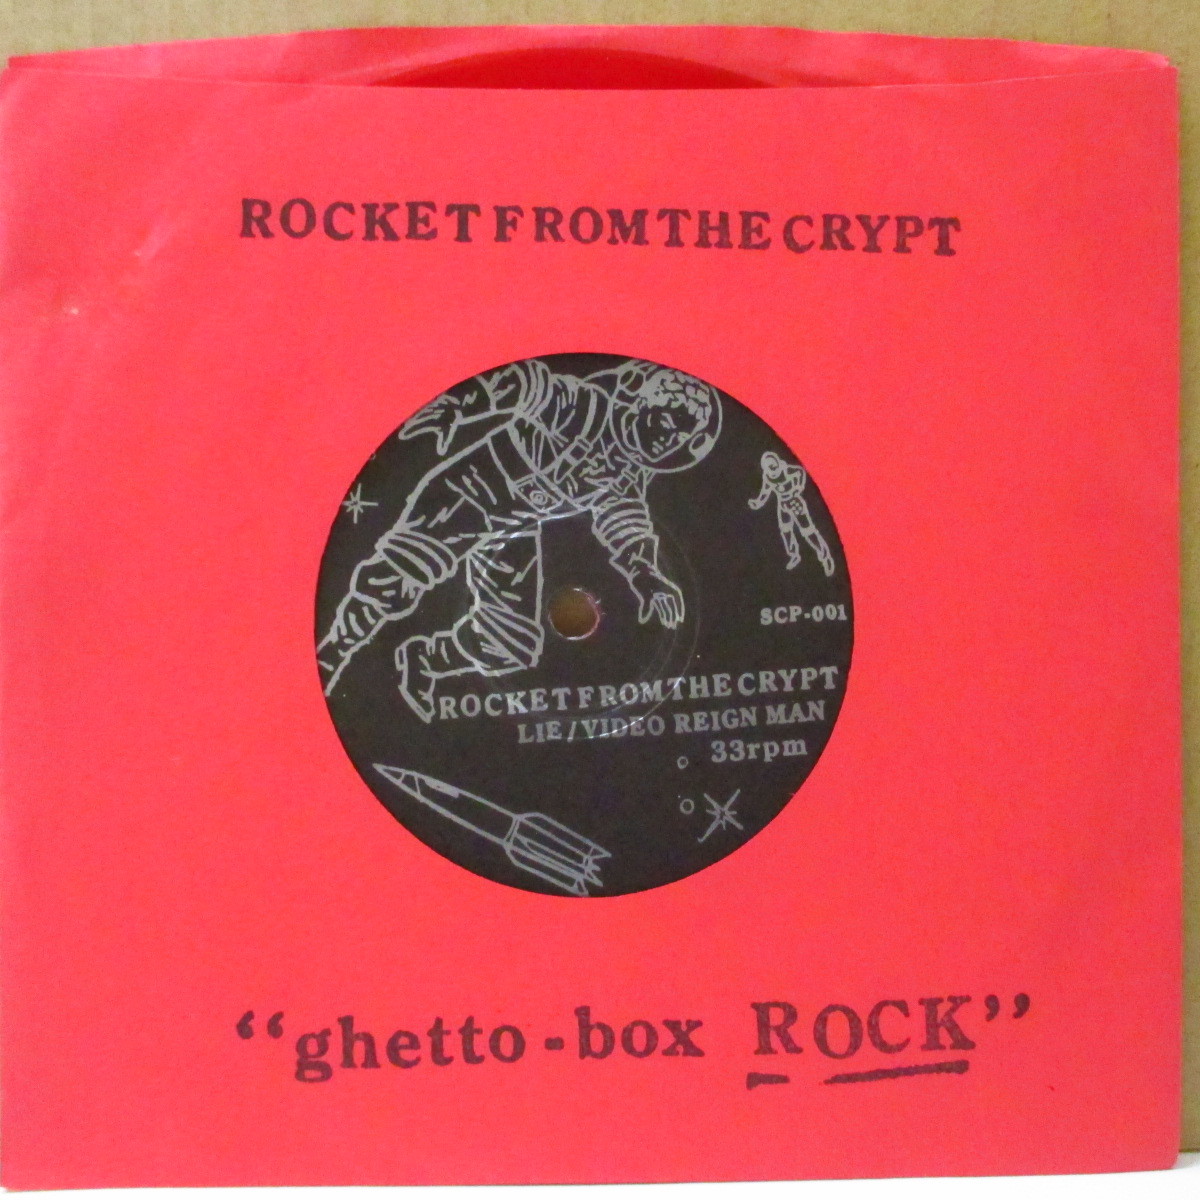 ROCKET FROM THE CRYPT
SCP-001
ROCKET FROM THE CRYPT
LIE/VIDEO REIGN MAN
33rpm
“ghetto-box ROCK”